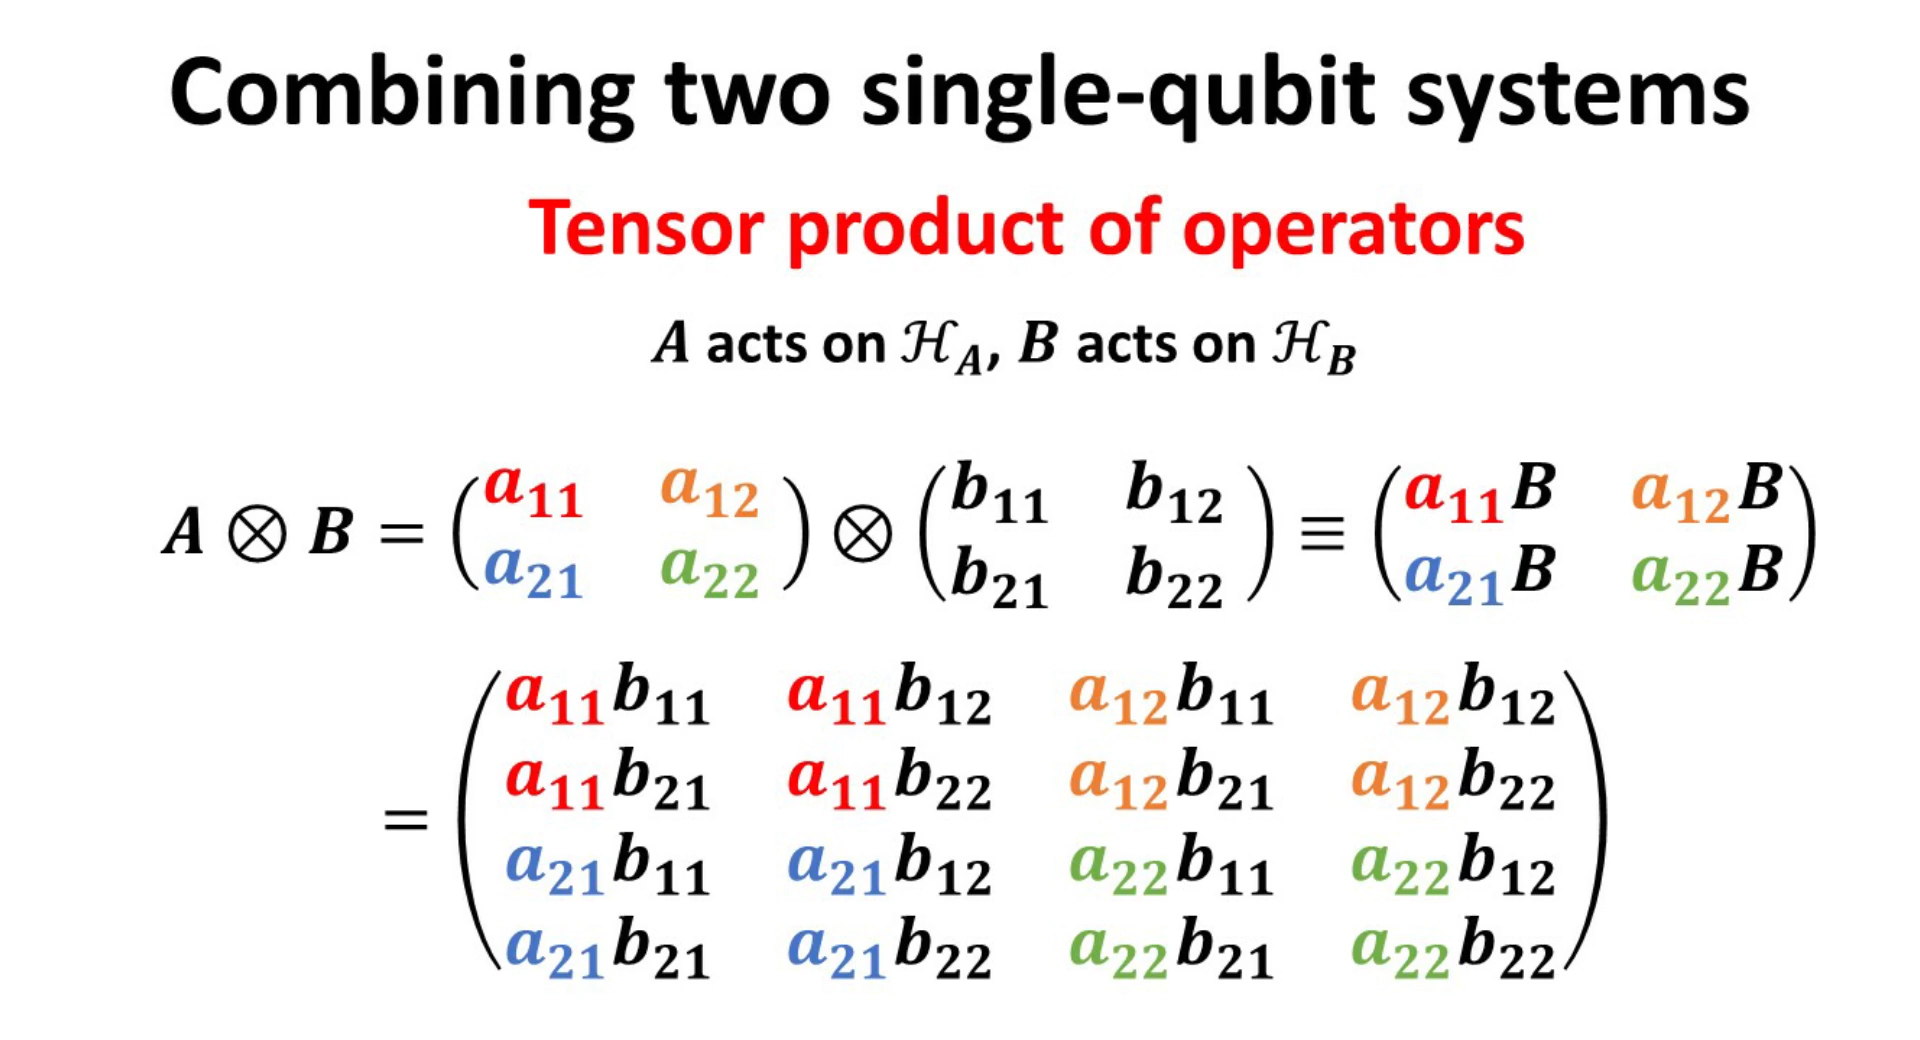 Combining two single-qubit systems
Tensor product of operators
A acts on ℋ_A, B acts on ℋ_B
A ⊗ B = (a₁₁ a₁₂ ; a₂₁ a₂₂) ⊗ (b₁₁ b₁₂ ; b₂₁ b₂₂) ≡ (a₁₁B a₁₂B ; a₂₁B a₂₂B)
= (a₁₁b₁₁ a₁₁b₁₂ a₁₂b₁₁ a₁₂b₁₂
a₁₁b₂₁ a₁₁b₂₂ a₁₂b₂₁ a₁₂b₂₂
a₂₁b₁₁ a₂₁b₁₂ a₂₂b₁₁ a₂₂b₁₂
a₂₁b₂₁ a₂₁b₂₂ a₂₂b₂₁ a₂₂b₂₂)